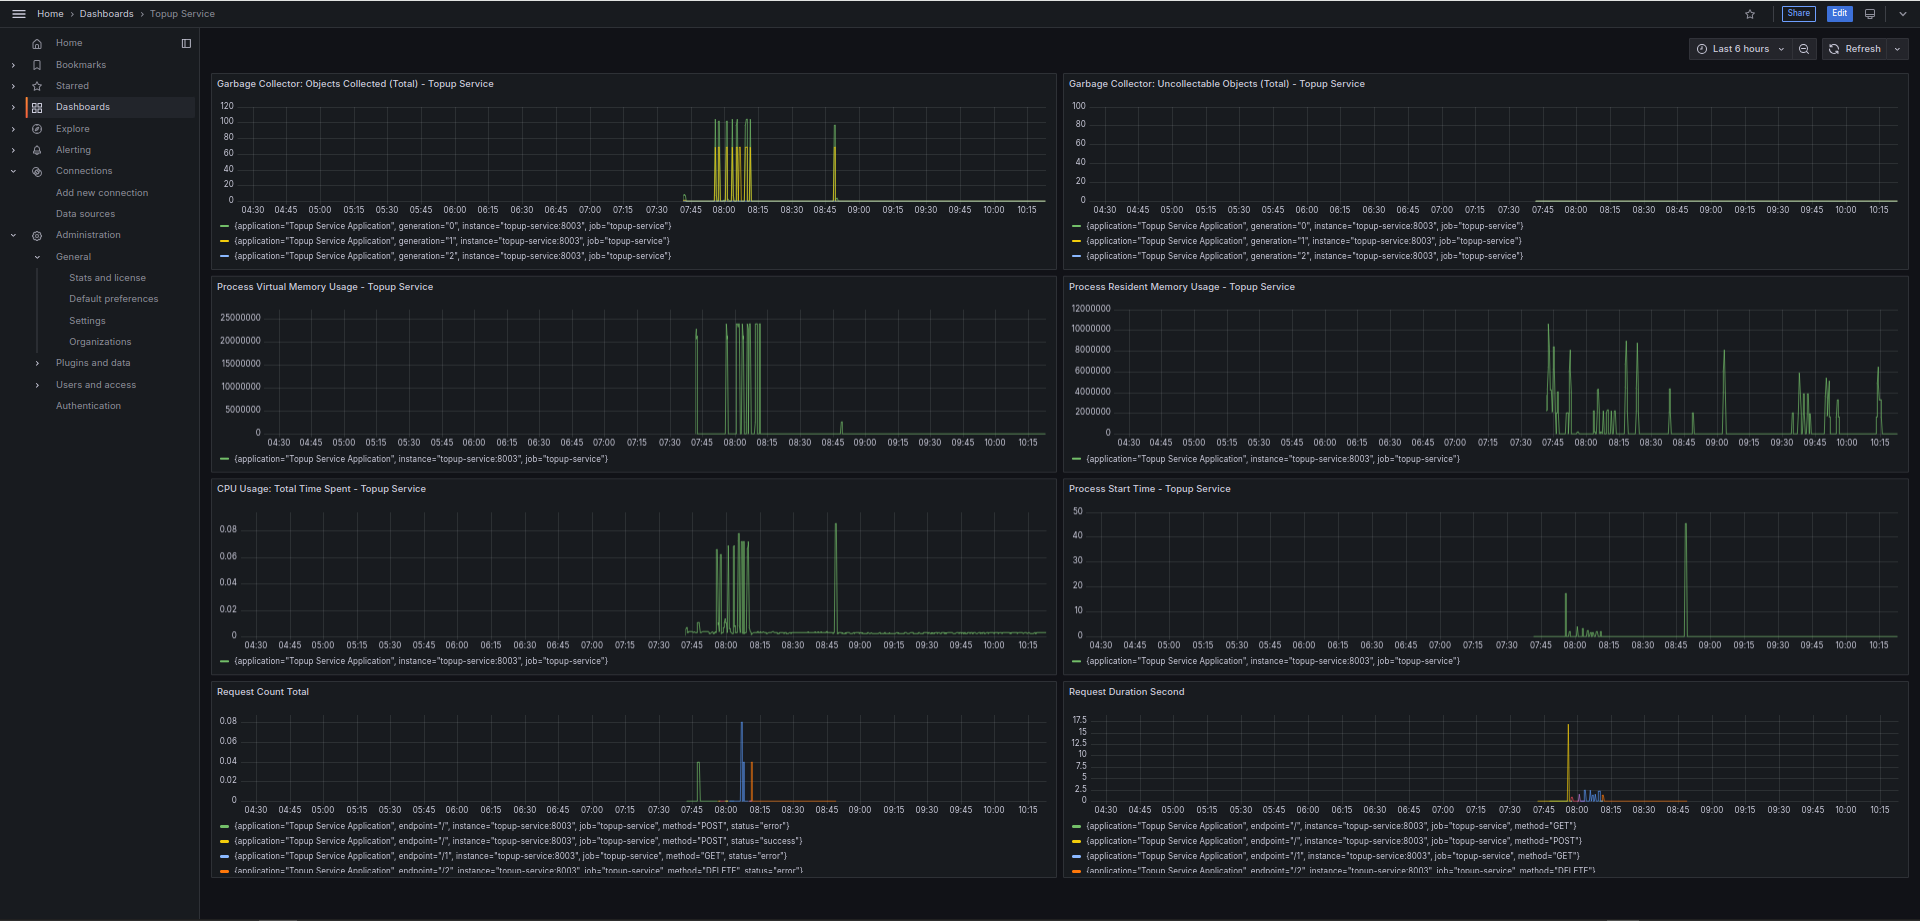 Home › Dashboards › Topup Service
Share
Edit
Home
Bookmarks
Starred
Dashboards
Explore
Alerting
Connections
Add new connection
Data sources
Administration
General
Stats and license
Default preferences
Settings
Organizations
Plugins and data
Users and access
Authentication
Last 6 hours
Refresh
Garbage Collector: Objects Collected (Total) - Topup Service
120
100
80
60
40
20
0
04:30 04:45 05:00 05:15 05:30 05:45 06:00 06:15 06:30 06:45 07:00 07:15 07:30 07:45 08:00 08:15 08:30 08:45 09:00 09:15 09:30 09:45 10:00 10:15
{application="Topup Service Application", generation="0", instance="topup-service:8003", job="topup-service"}
{application="Topup Service Application", generation="1", instance="topup-service:8003", job="topup-service"}
{application="Topup Service Application", generation="2", instance="topup-service:8003", job="topup-service"}
Garbage Collector: Uncollectable Objects (Total) - Topup Service
100
80
60
40
20
0
04:30 04:45 05:00 05:15 05:30 05:45 06:00 06:15 06:30 06:45 07:00 07:15 07:30 07:45 08:00 08:15 08:30 08:45 09:00 09:15 09:30 09:45 10:00 10:15
{application="Topup Service Application", generation="0", instance="topup-service:8003", job="topup-service"}
{application="Topup Service Application", generation="1", instance="topup-service:8003", job="topup-service"}
{application="Topup Service Application", generation="2", instance="topup-service:8003", job="topup-service"}
Process Virtual Memory Usage - Topup Service
25000000
20000000
15000000
10000000
5000000
0
04:30 04:45 05:00 05:15 05:30 05:45 06:00 06:15 06:30 06:45 07:00 07:15 07:30 07:45 08:00 08:15 08:30 08:45 09:00 09:15 09:30 09:45 10:00 10:15
{application="Topup Service Application", instance="topup-service:8003", job="topup-service"}
Process Resident Memory Usage - Topup Service
12000000
10000000
8000000
6000000
4000000
2000000
0
04:30 04:45 05:00 05:15 05:30 05:45 06:00 06:15 06:30 06:45 07:00 07:15 07:30 07:45 08:00 08:15 08:30 08:45 09:00 09:15 09:30 09:45 10:00 10:15
{application="Topup Service Application", instance="topup-service:8003", job="topup-service"}
CPU Usage: Total Time Spent - Topup Service
0.08
0.06
0.04
0.02
0
04:30 04:45 05:00 05:15 05:30 05:45 06:00 06:15 06:30 06:45 07:00 07:15 07:30 07:45 08:00 08:15 08:30 08:45 09:00 09:15 09:30 09:45 10:00 10:15
{application="Topup Service Application", instance="topup-service:8003", job="topup-service"}
Process Start Time - Topup Service
50
40
30
20
10
0
04:30 04:45 05:00 05:15 05:30 05:45 06:00 06:15 06:30 06:45 07:00 07:15 07:30 07:45 08:00 08:15 08:30 08:45 09:00 09:15 09:30 09:45 10:00 10:15
{application="Topup Service Application", instance="topup-service:8003", job="topup-service"}
Request Count Total
0.08
0.06
0.04
0.02
0
04:30 04:45 05:00 05:15 05:30 05:45 06:00 06:15 06:30 06:45 07:00 07:15 07:30 07:45 08:00 08:15 08:30 08:45 09:00 09:15 09:30 09:45 10:00 10:15
{application="Topup Service Application", endpoint="/", instance="topup-service:8003", job="topup-service", method="POST", status="error"}
{application="Topup Service Application", endpoint="/", instance="topup-service:8003", job="topup-service", method="POST", status="success"}
{application="Topup Service Application", endpoint="/1", instance="topup-service:8003", job="topup-service", method="GET", status="error"}
{application="Topup Service Application", endpoint="/2", instance="topup-service:8003", job="topup-service", method="DELETE", status="error"}
Request Duration Second
17.5
15
12.5
10
7.5
5
2.5
0
04:30 04:45 05:00 05:15 05:30 05:45 06:00 06:15 06:30 06:45 07:00 07:15 07:30 07:45 08:00 08:15 08:30 08:45 09:00 09:15 09:30 09:45 10:00 10:15
{application="Topup Service Application", endpoint="/", instance="topup-service:8003", job="topup-service", method="GET"}
{application="Topup Service Application", endpoint="/", instance="topup-service:8003", job="topup-service", method="POST"}
{application="Topup Service Application", endpoint="/1", instance="topup-service:8003", job="topup-service", method="GET"}
{application="Topup Service Application", endpoint="/2", instance="topup-service:8003", job="topup-service", method="DELETE"}